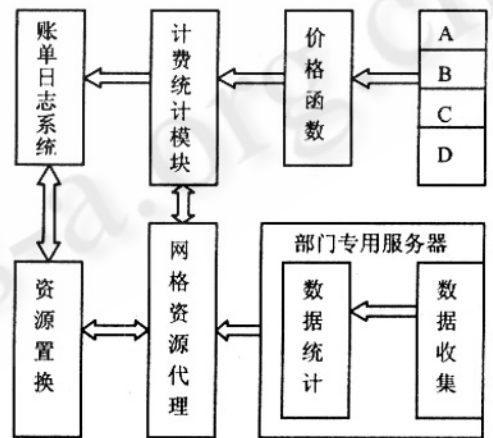 账单日志系统
计费统计模块
价格函数
A
B
C
D
资源置换
网格资源代理
部门专用服务器
数据统计
数据收集